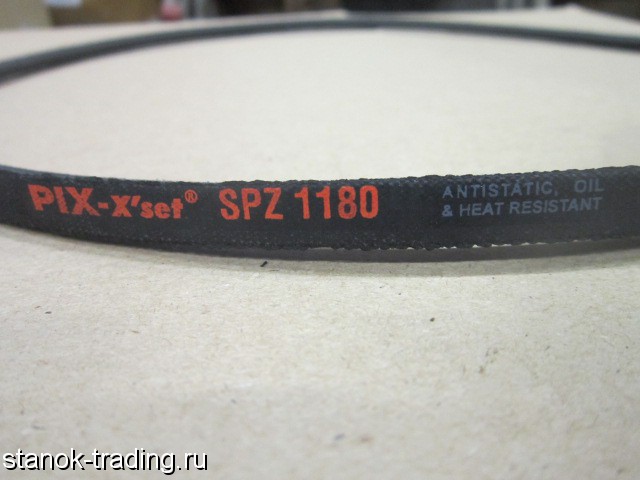 PIX-X'set® SPZ 1180
ANTISTATIC, OIL
& HEAT RESISTANT
stanok-trading.ru